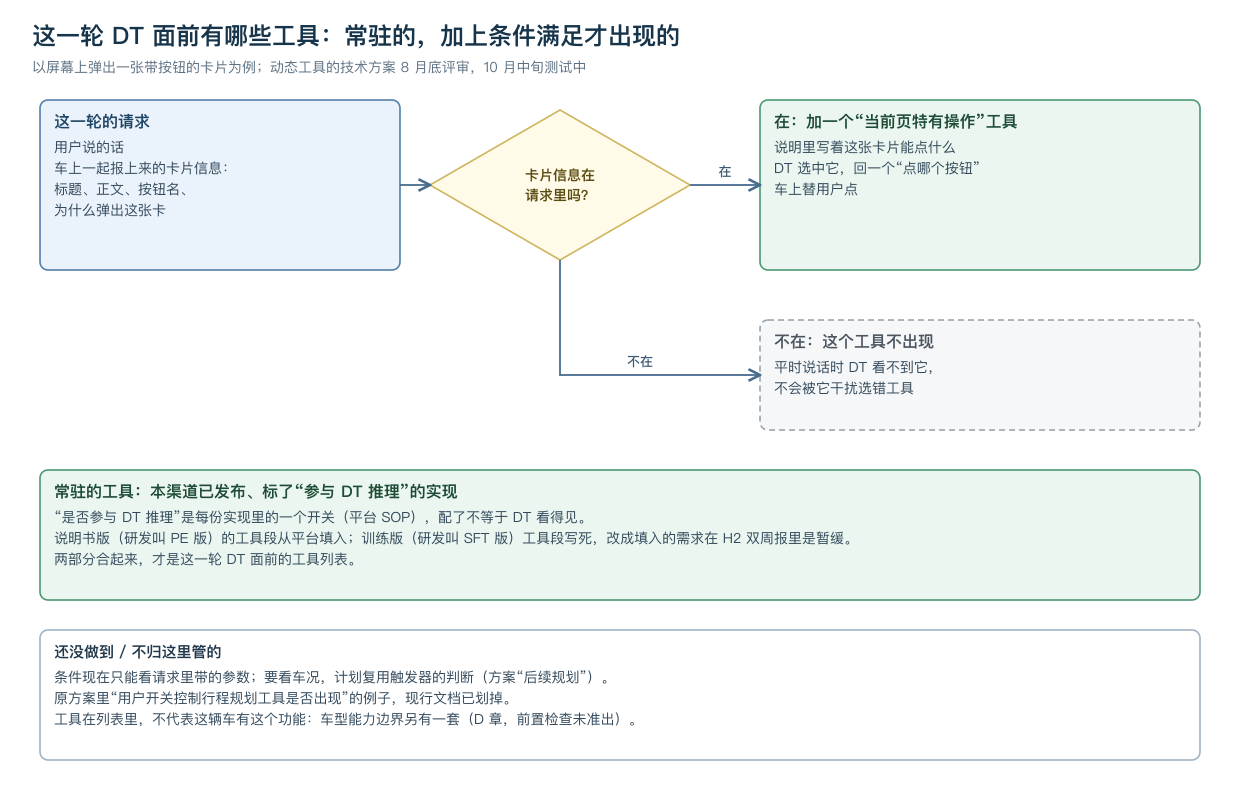 这一轮 DT 面前有哪些工具：常驻的，加上条件满足才出现的
以屏幕上弹出一张带按钮的卡片为例；动态工具的技术方案 8 月底评审，10 月中旬测试中
这一轮的请求
用户说的话
车上一起报上来的卡片信息：
标题、正文、按钮名、
为什么弹出这张卡
卡片信息在
请求里吗？
在
在：加一个“当前页特有操作”工具
说明里写着这张卡片能点什么
DT 选中它，回一个“点哪个按钮”
车上替用户点
不在
不在：这个工具不出现
平时说话时 DT 看不到它，
不会被它干扰选错工具
常驻的工具：本渠道已发布、标了“参与 DT 推理”的实现
“是否参与 DT 推理”是每份实现里的一个开关（平台 SOP），配了不等于 DT 看得见。
说明书版（研发叫 PE 版）的工具段从平台填入；训练版（研发叫 SFT 版）工具段写死，改成填入的需求在 H2 双周报里是暂缓。
两部分合起来，才是这一轮 DT 面前的工具列表。
还没做到 / 不归这里管的
条件现在只能看请求里带的参数；要看车况，计划复用触发器的判断（方案“后续规划”）。
原方案里“用户开关控制行程规划工具是否出现”的例子，现行文档已划掉。
工具在列表里，不代表这辆车有这个功能：车型能力边界另有一套（D 章，前置检查未准出）。